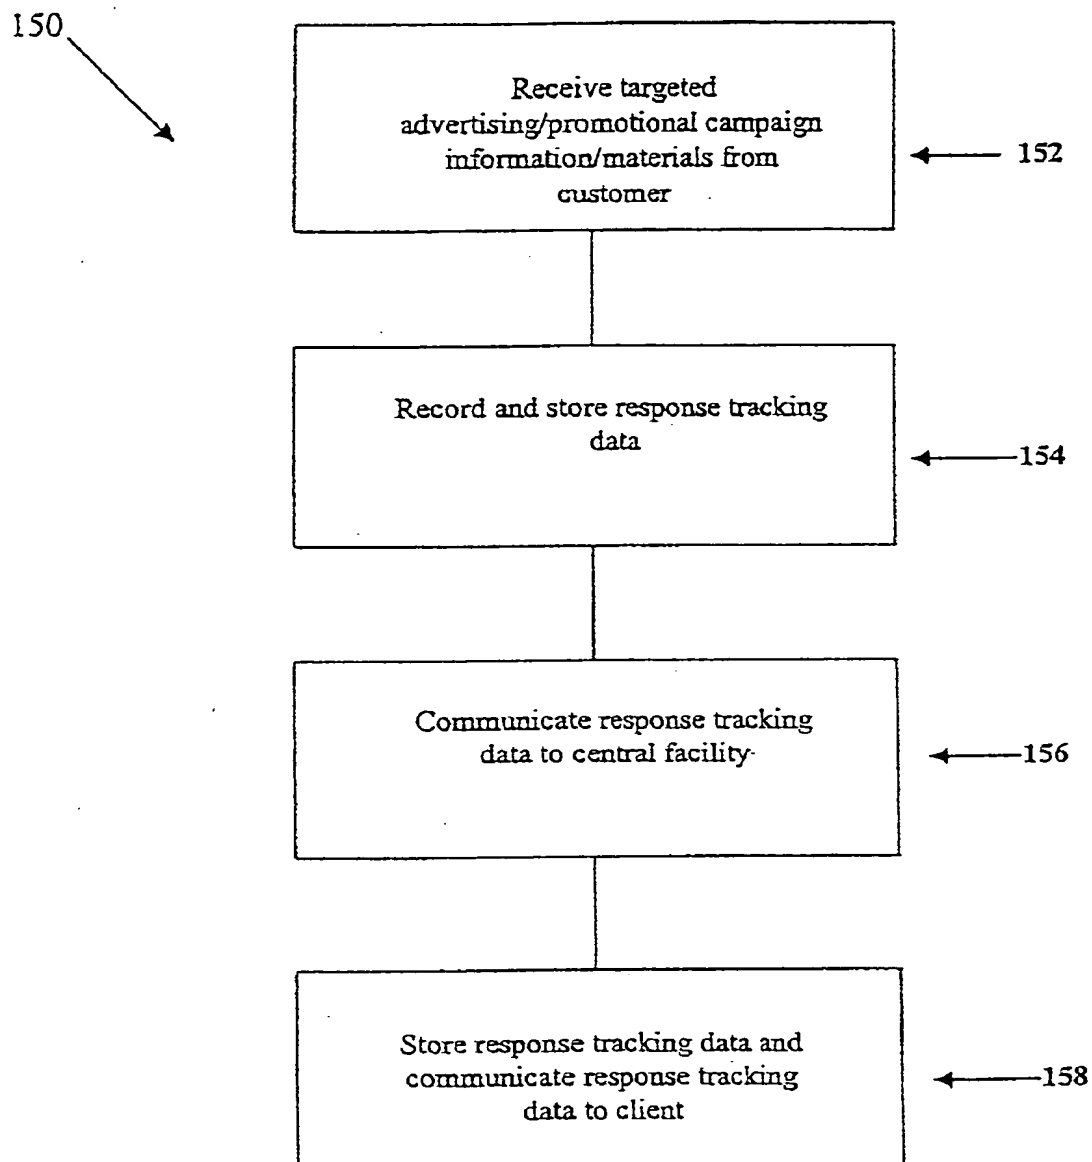 150
Receive targeted
advertising/promotional campaign
information/materials from
customer
152
Record and store response tracking
data
154
Communicate response tracking
data to central facility
156
Store response tracking data and
communicate response tracking
data to client
158